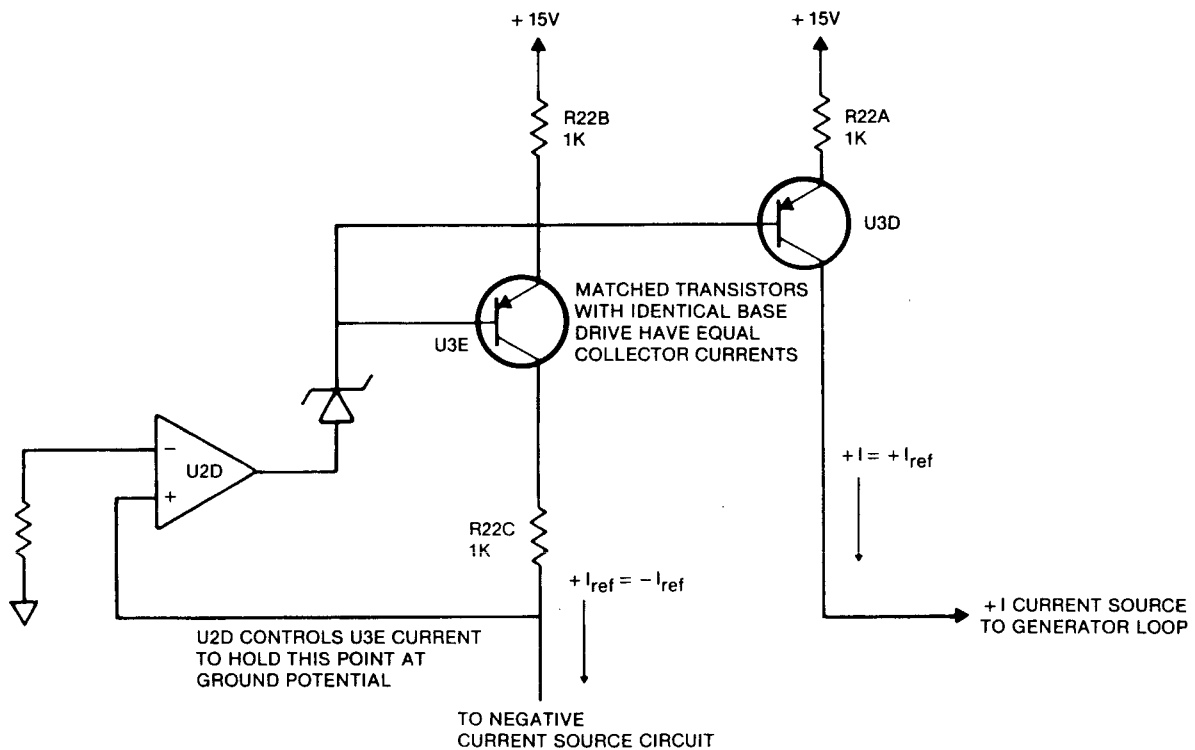 + 15V
+ 15V
R22B
1K
R22A
1K
U3D
MATCHED TRANSISTORS
WITH IDENTICAL BASE
DRIVE HAVE EQUAL
COLLECTOR CURRENTS
U3E
−
U2D
+
+I = +Iref
R22C
1K
+Iref = −Iref
U2D CONTROLS U3E CURRENT
TO HOLD THIS POINT AT
GROUND POTENTIAL
+I CURRENT SOURCE
TO GENERATOR LOOP
TO NEGATIVE
CURRENT SOURCE CIRCUIT